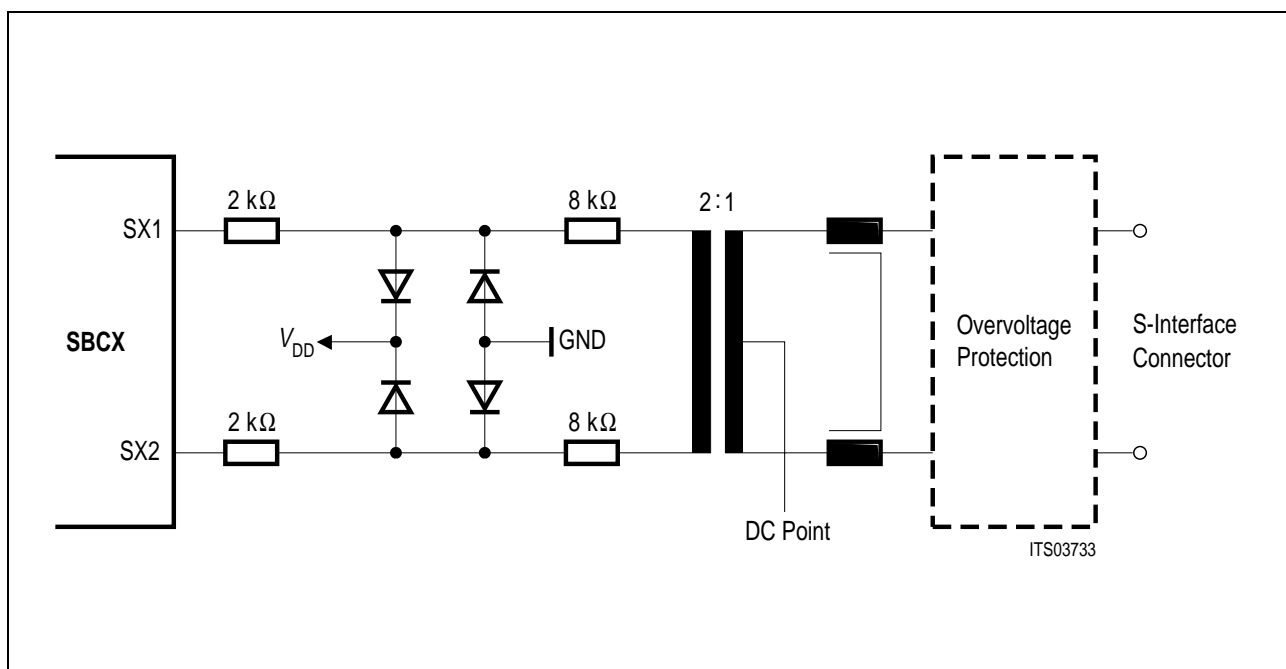 2 kΩ
8 kΩ
2:1
SX1
SBCX
VDD
GND
Overvoltage
Protection
S-Interface
Connector
2 kΩ
8 kΩ
SX2
DC Point
ITS03733